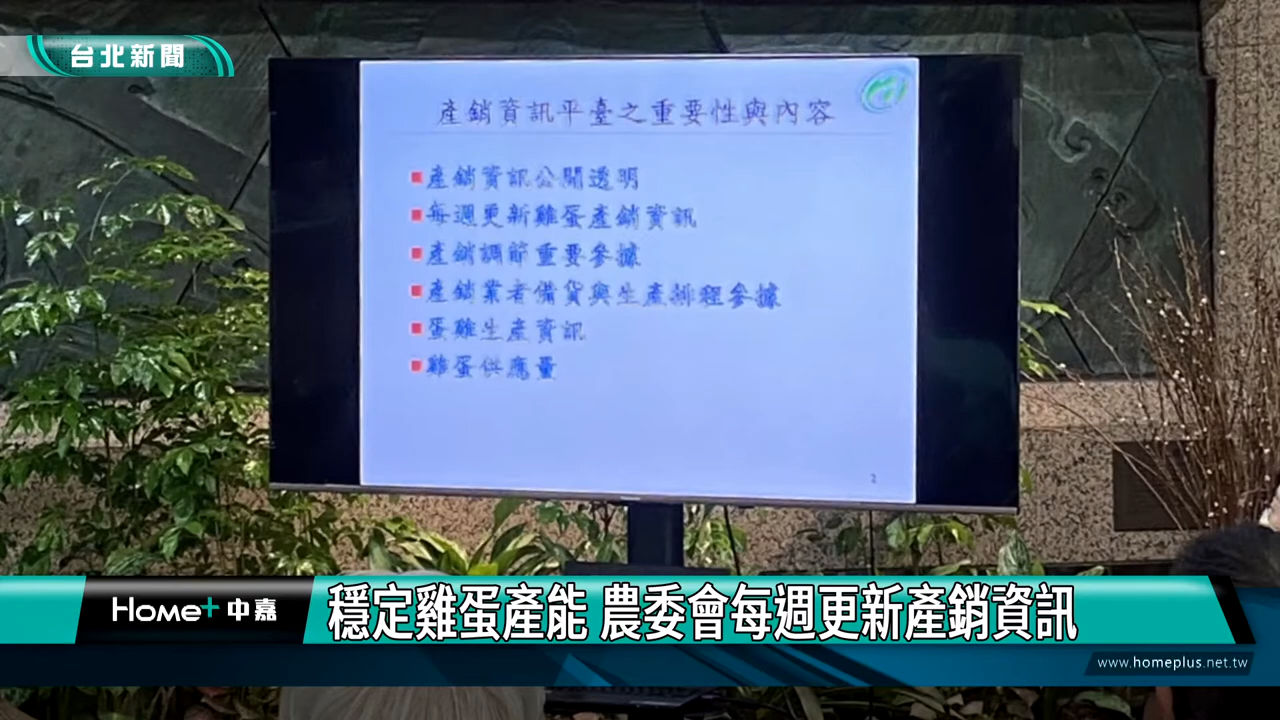 台北新聞
產銷資訊平臺之重要性與內容
產銷資訊公開透明
每週更新雞蛋產銷資訊
產銷調節重要參據
產銷業者備貨與生產排程參據
蛋雞生產資訊
雞蛋供應量
2
Home+ 中嘉
穩定雞蛋產能 農委會每週更新產銷資訊
www.homeplus.net.tw